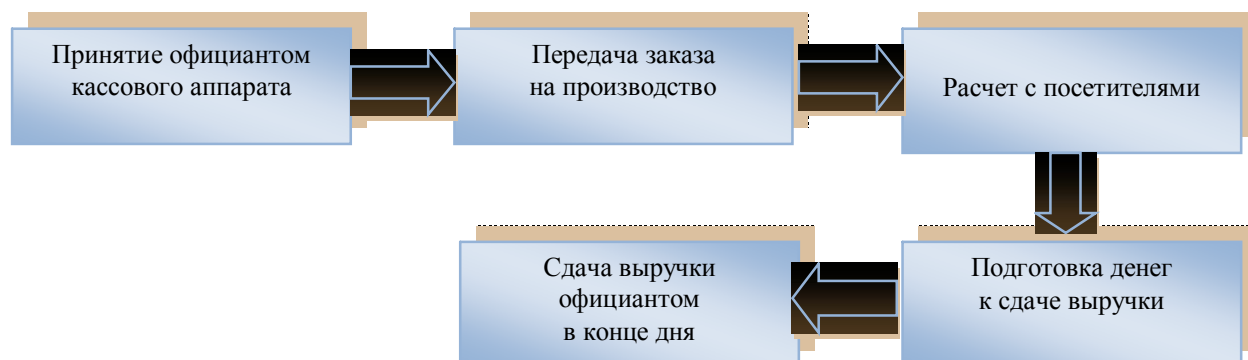 Принятие официантом
кассового аппарата
Передача заказа
на производство
Расчет с посетителями
Подготовка денег
к сдаче выручки
Сдача выручки
официантом
в конце дня